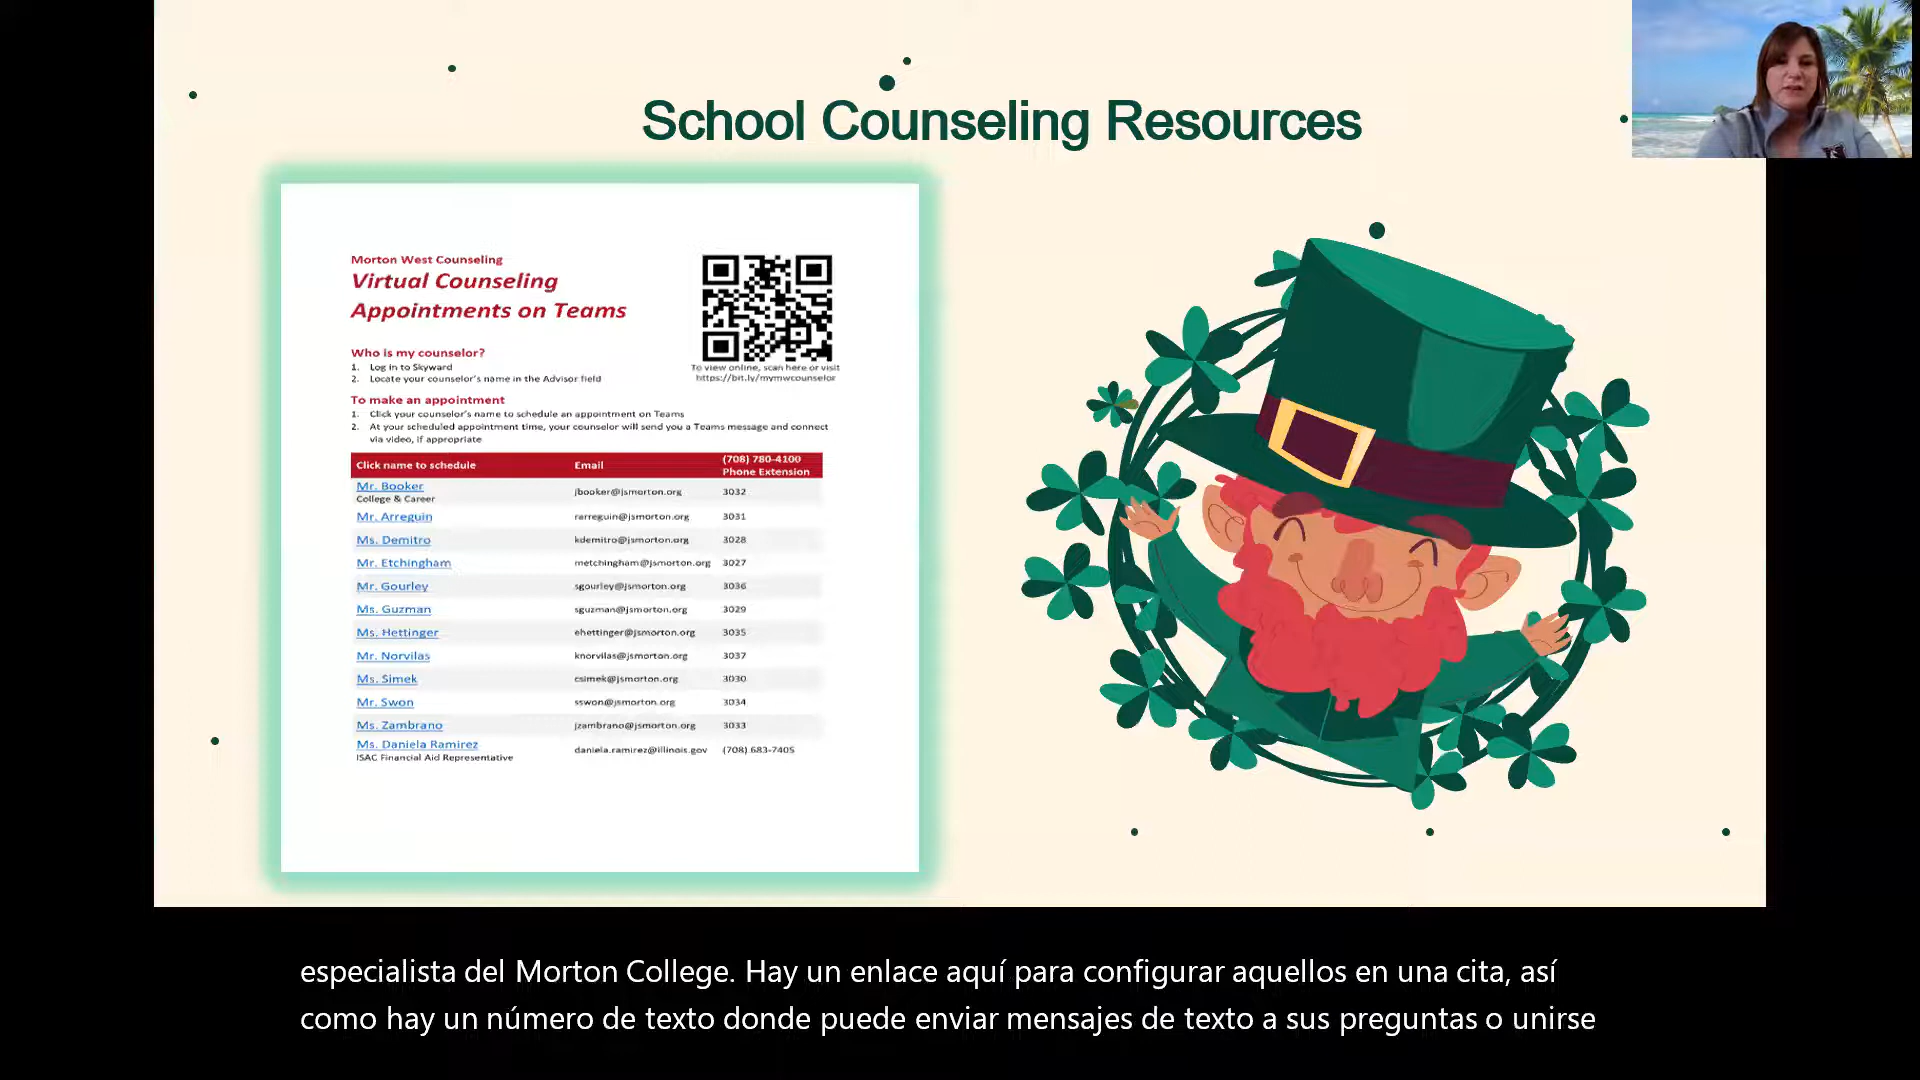 School Counseling Resources
Morton West Counseling
Virtual Counseling
Appointments on Teams
To view online, scan here or visit
https://bit.ly/mymwcounselor
Who is my counselor?
1. Log in to Skyward
2. Locate your counselor's name in the Advisor field
To make an appointment
1. Click your counselor's name to schedule an appointment on Teams
2. At your scheduled appointment time, your counselor will send you a Teams message and connect
via video, if appropriate
Click name to schedule Email (708) 780-4100
Phone Extension
Mr. Booker jbooker@jsmorton.org 3032
College & Career
Mr. Arreguin rarreguin@jsmorton.org 3031
Ms. Demitro kdemitro@jsmorton.org 3028
Mr. Etchingham metchingham@jsmorton.org 3027
Mr. Gourley sgourley@jsmorton.org 3036
Ms. Guzman sguzman@jsmorton.org 3029
Ms. Hettinger ehettinger@jsmorton.org 3035
Mr. Norvilas knorvilas@jsmorton.org 3037
Ms. Simek csimek@jsmorton.org 3030
Mr. Swon sswon@jsmorton.org 3034
Ms. Zambrano jzambrano@jsmorton.org 3033
Ms. Daniela Ramirez daniela.ramirez@illinois.gov (708) 683-7405
ISAC Financial Aid Representative
especialista del Morton College. Hay un enlace aquí para configurar aquellos en una cita, así
como hay un número de texto donde puede enviar mensajes de texto a sus preguntas o unirse